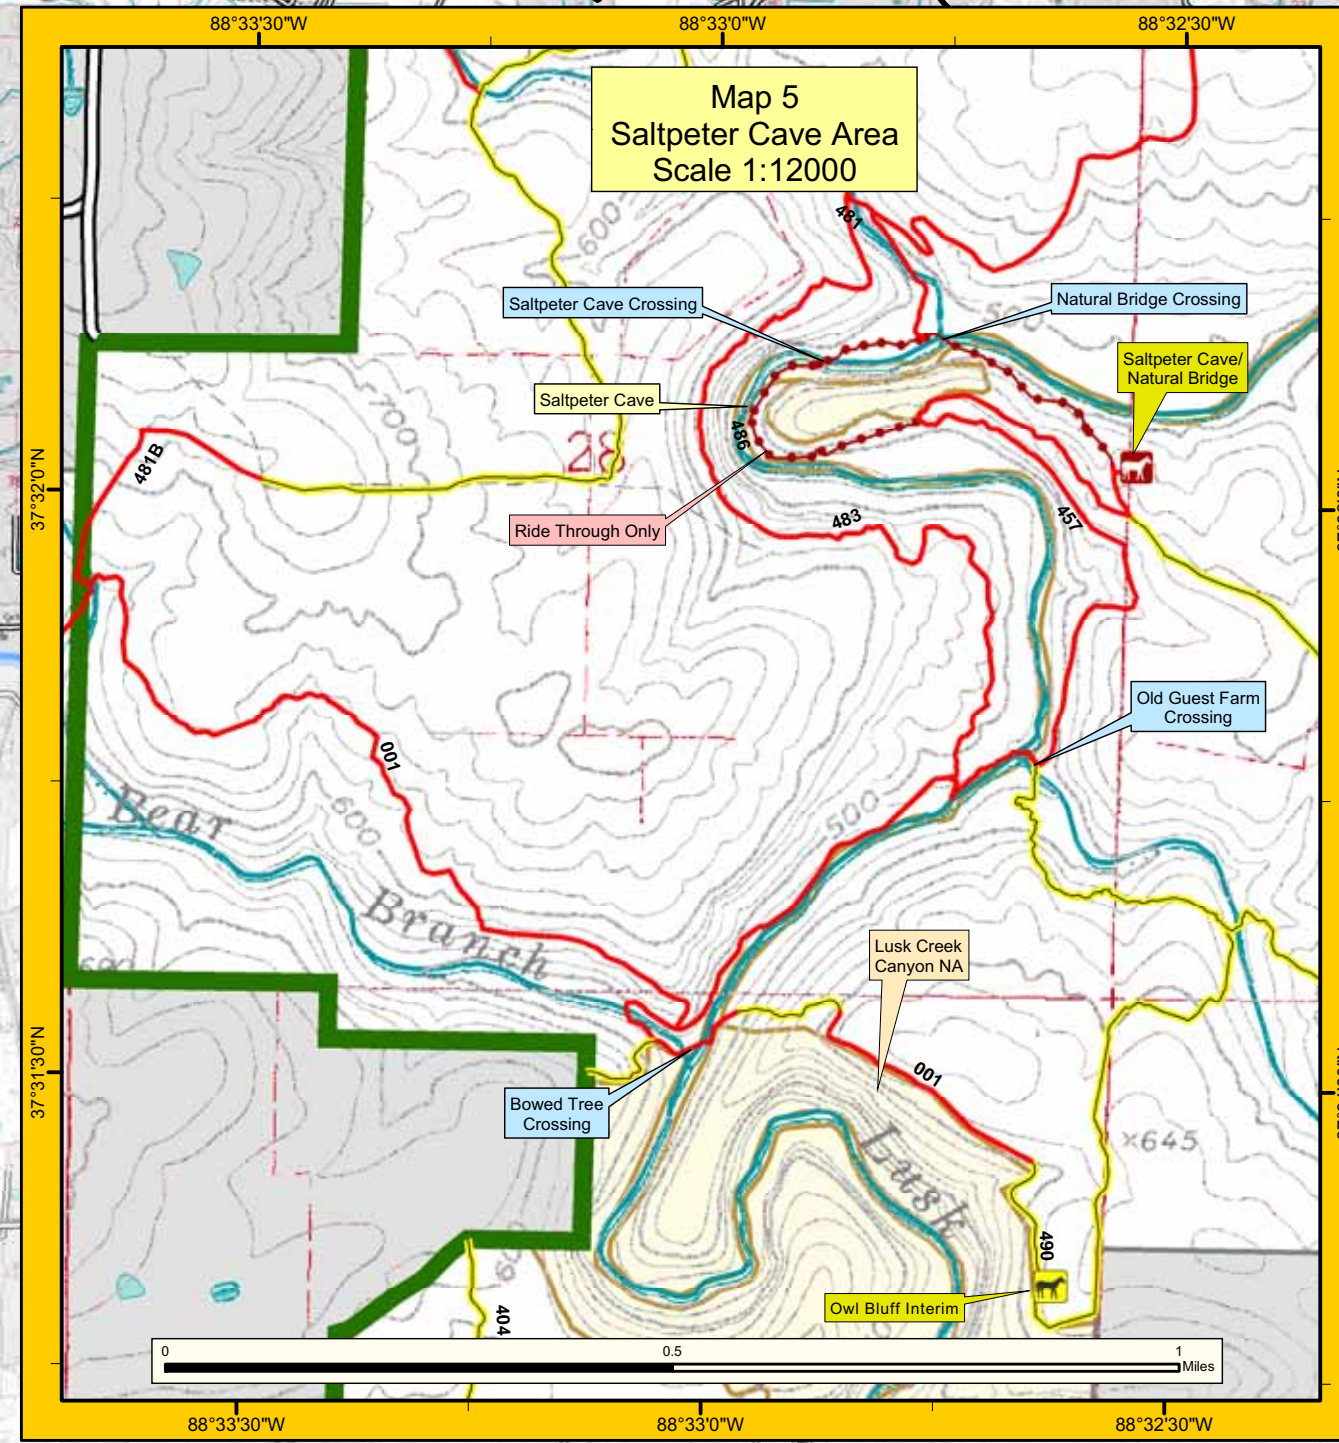 88°33'30"W
88°33'0"W
88°32'30"W
Map 5
Saltpeter Cave Area
Scale 1:12000
481
600
Saltpeter Cave Crossing
Natural Bridge Crossing
Saltpeter Cave/
Natural Bridge
Saltpeter Cave
700
486
28
481B
37°32'0"N
Ride Through Only
483
457
Old Guest Farm
Crossing
001
Bear
600
500
Branch
Lusk Creek
Canyon NA
600
37°31'30"N
001
Bowed Tree
Crossing
Lusk
x645
490
Owl Bluff Interim
404
0
0.5
1
Miles
88°33'30"W
88°33'0"W
88°32'30"W